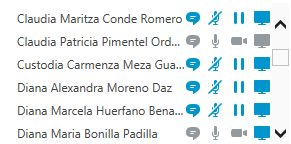 Claudia Maritza Conde Romero
Claudia Patricia Pimentel Ord...
Custodia Carmenza Meza Gua...
Diana Alexandra Moreno Daz
Diana Marcela Huerfano Bena...
Diana Maria Bonilla Padilla